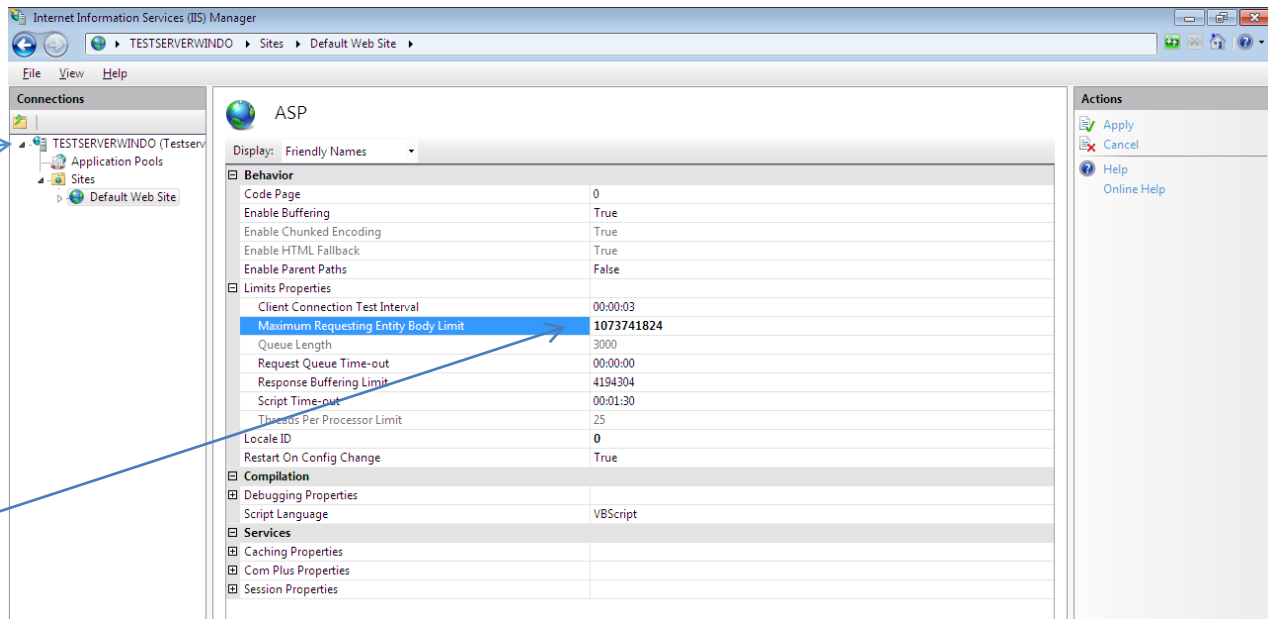 Internet Information Services (IIS) Manager
TESTSERVERWINDO Sites Default Web Site
File View Help
Connections
TESTSERVERWINDO (Testserv
Application Pools
Sites
Default Web Site
ASP
Display: Friendly Names
Behavior
Code Page 0
Enable Buffering True
Enable Chunked Encoding True
Enable HTML Fallback True
Enable Parent Paths False
Limits Properties
Client Connection Test Interval 00:00:03
Maximum Requesting Entity Body Limit 1073741824
Queue Length 3000
Request Queue Time-out 00:00:00
Response Buffering Limit 4194304
Script Time-out 00:01:30
Threads Per Processor Limit 25
Locale ID 0
Restart On Config Change True
Compilation
Debugging Properties
Script Language VBScript
Services
Caching Properties
Com Plus Properties
Session Properties
Actions
Apply
Cancel
Help
Online Help